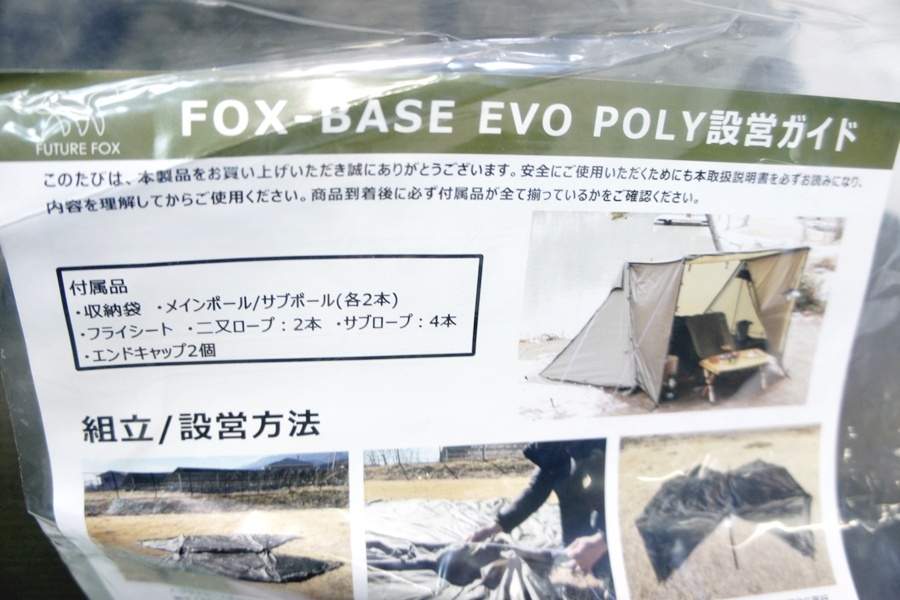 FUTURE FOX
FOX-BASE EVO POLY設営ガイド
このたびは、本製品をお買い上げいただき誠にありがとうございます。安全にご使用いただくためにも本取扱説明書を必ずお読みになり、
内容を理解してからご使用ください。商品到着後に必ず付属品が全て揃っているかをご確認ください。
付属品
・収納袋 ・メインポール/サブポール(各2本)
・フライシート ・二又ロープ：2本 ・サブロープ：4本
・エンドキャップ2個
組立/設営方法